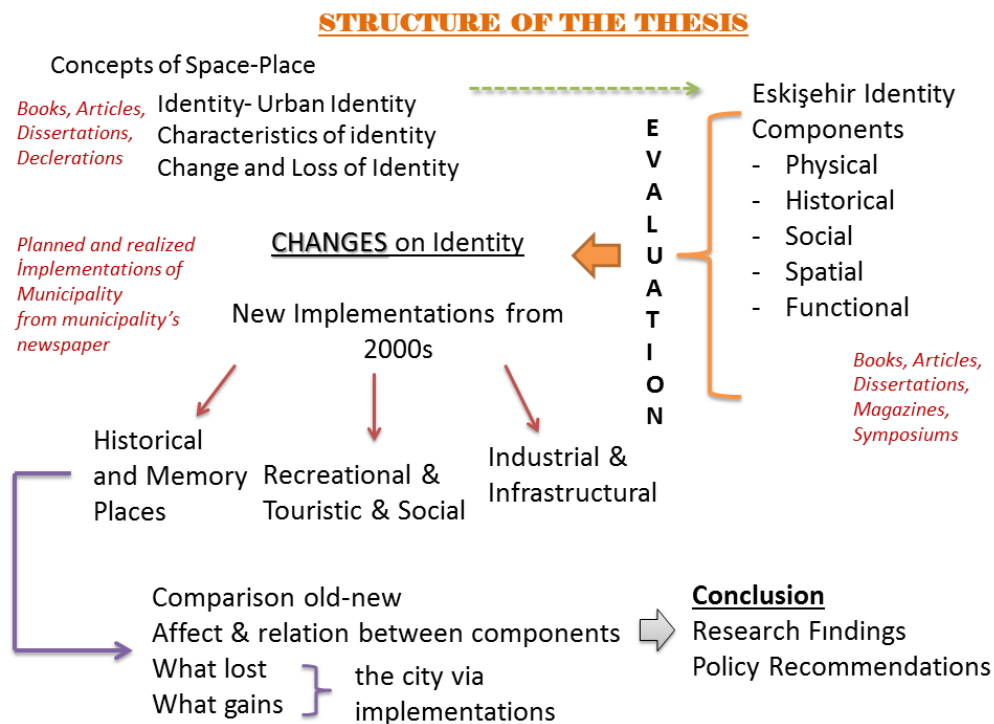 STRUCTURE OF THE THESIS
Concepts of Space-Place
Books, Articles,
Dissertations,
Declerations
Identity- Urban Identity
Characteristics of identity
Change and Loss of Identity
EVALUATION
Eskişehir Identity
Components
- Physical
- Historical
- Social
- Spatial
- Functional
Books, Articles,
Dissertations,
Magazines,
Symposiums
Planned and realized
İmplementations of
Municipality
from municipality's
newspaper
CHANGES on Identity
New Implementations from
2000s
Historical
and Memory
Places
Recreational &
Touristic & Social
Industrial &
Infrastructural
Comparison old-new
Affect & relation between components
What lost
What gains
the city via
implementations
Conclusion
Research Fındings
Policy Recommendations